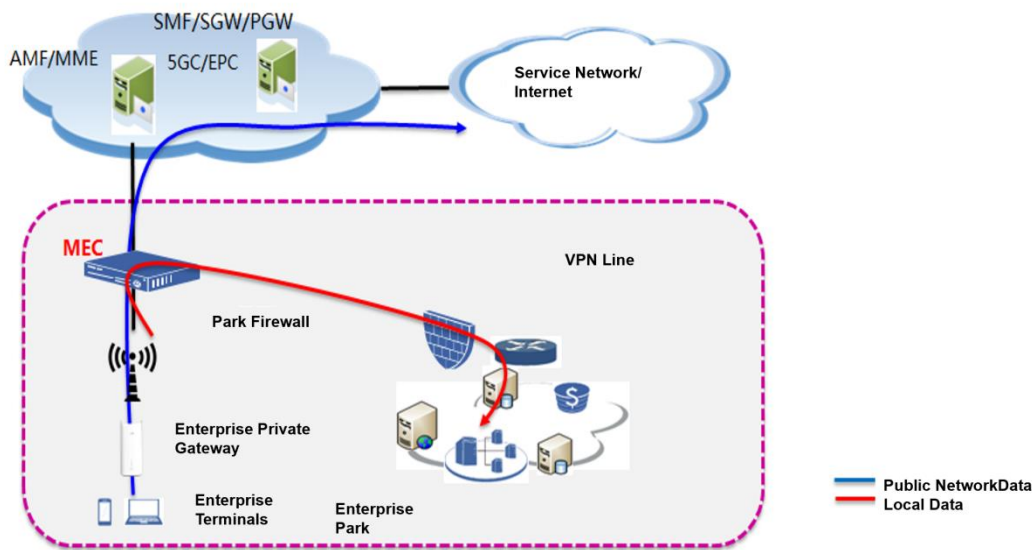 SMF/SGW/PGW
AMF/MME
5GC/EPC
Service Network/
Internet
MEC
VPN Line
Park Firewall
Enterprise Private
Gateway
Enterprise
Terminals
Enterprise
Park
Public NetworkData
Local Data